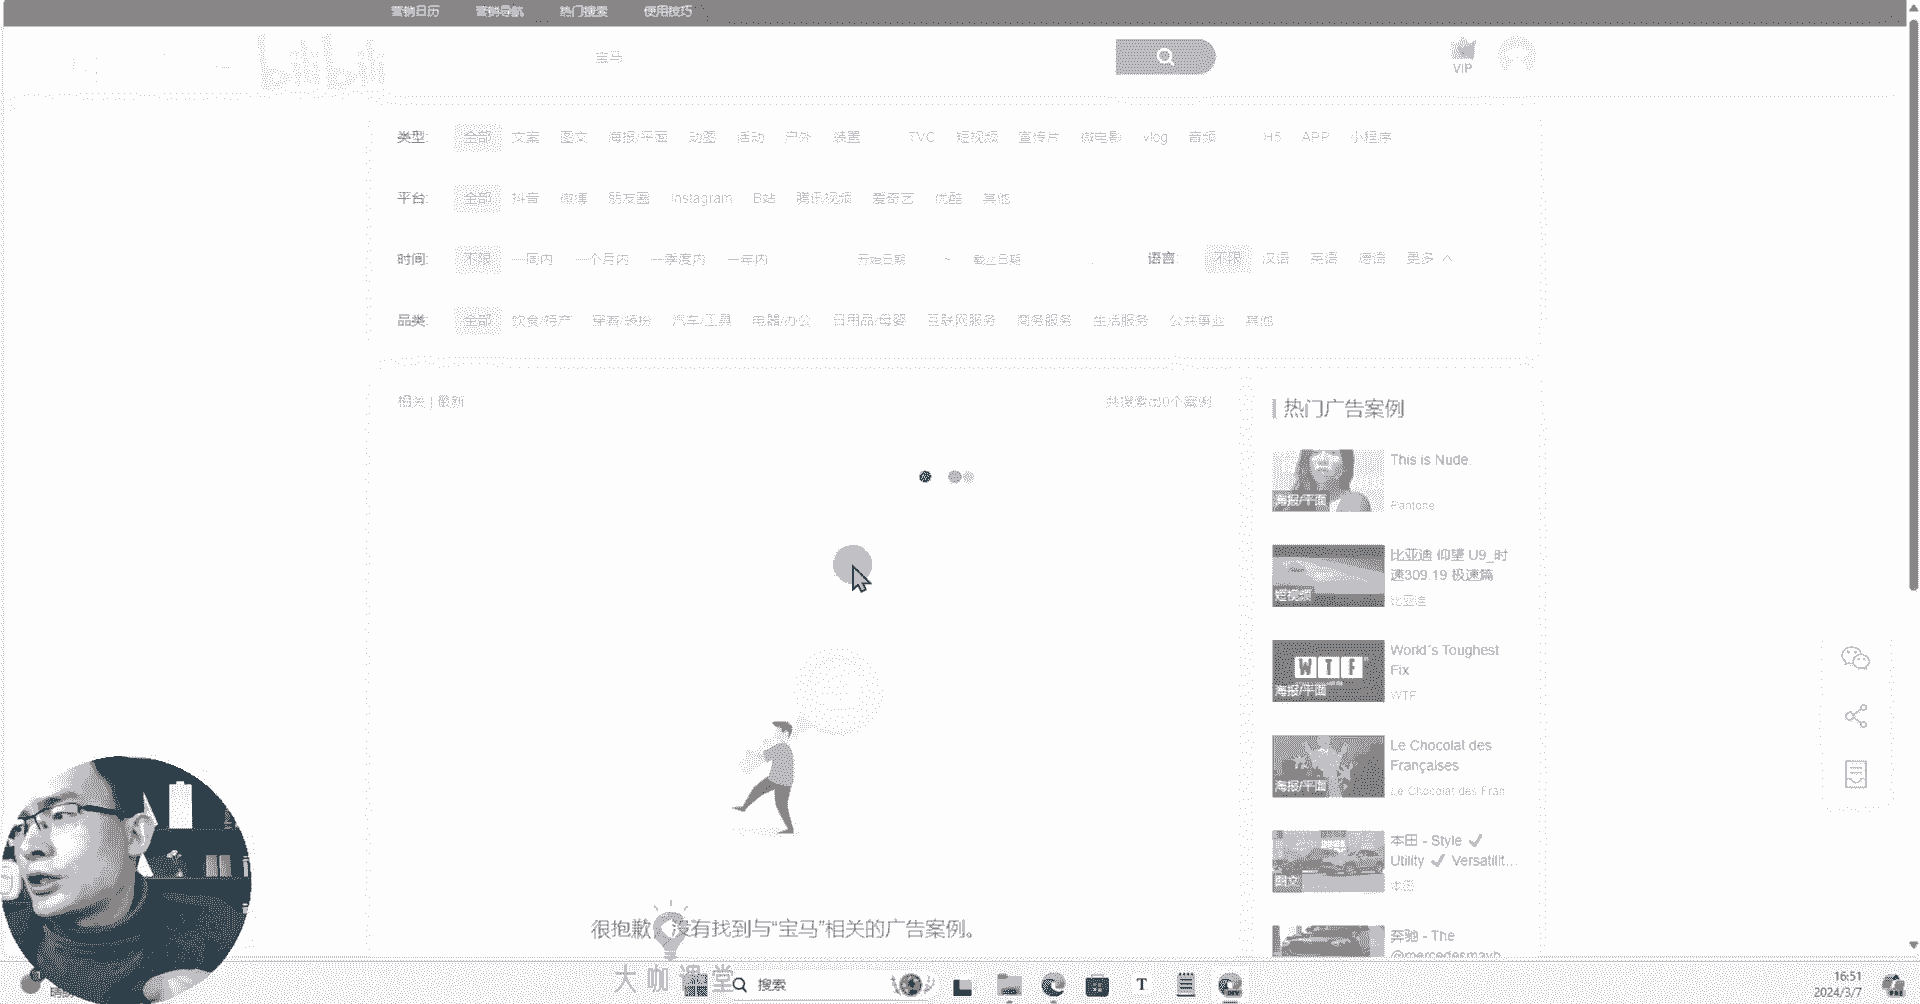 营销日历 营销导航 热门搜索 使用技巧
bilibili
宝马
VIP
类型: 全部 文案 图文 海报/平面 动图 活动 户外 装置 TVC 短视频 宣传片 微电影 vlog 音频 H5 APP 小程序
平台: 全部 抖音 微博 朋友圈 Instagram B站 腾讯视频 爱奇艺 优酷 其他
时间: 不限 一周内 一个月内 一季度内 一年内 开始日期 ~ 截止日期 语言: 不限 汉语 英语 德语 更多
品类: 全部 饮食/特产 穿着/装扮 汽车/工具 电器/办公 日用品/母婴 互联网服务 商务服务 生活服务 公共事业 其他
相关 | 最新
共搜索出0个案例
很抱歉，没有找到与“宝马”相关的广告案例。
热门广告案例
海报/平面
This is Nude.
Pantone
短视频
比亚迪 仰望 U9_时
速309.19 极速篇
比亚迪
WTF
海报/平面
World´s Toughest
Fix
WTF
海报/平面
Le Chocolat des
Françaises
Le Chocolat des Fran
图文
本田 - Style ✓
Utility ✓ Versatilit...
本田
奔驰 - The
@mercedesmayb
大咖课堂
搜索
T
16:51
2024/3/7